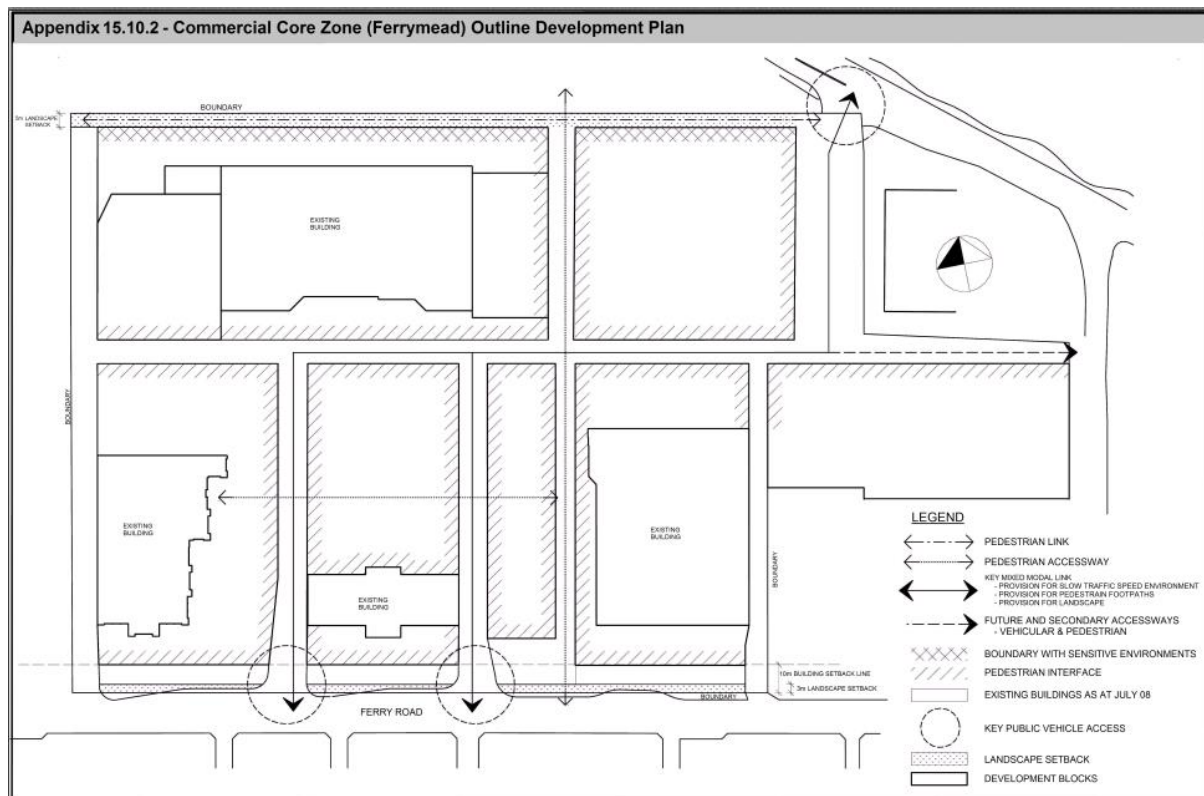 Appendix 15.10.2 - Commercial Core Zone (Ferrymead) Outline Development Plan
BOUNDARY
5m LANDSCAPE
SETBACK
EXISTING
BUILDING
BOUNDARY
EXISTING
BUILDING
EXISTING
BUILDING
EXISTING
BUILDING
BOUNDARY
10m BUILDING SETBACK LINE
3m LANDSCAPE SETBACK
BOUNDARY
FERRY ROAD
LEGEND
PEDESTRIAN LINK
PEDESTRIAN ACCESSWAY
KEY MIXED MODAL LINK
- PROVISION FOR SLOW TRAFFIC SPEED ENVIRONMENT
- PROVISION FOR PEDESTRAIN FOOTPATHS
- PROVISION FOR LANDSCAPE
FUTURE AND SECONDARY ACCESSWAYS
- VEHICULAR & PEDESTRIAN
BOUNDARY WITH SENSITIVE ENVIRONMENTS
PEDESTRIAN INTERFACE
EXISTING BUILDINGS AS AT JULY 08
KEY PUBLIC VEHICLE ACCESS
LANDSCAPE SETBACK
DEVELOPMENT BLOCKS